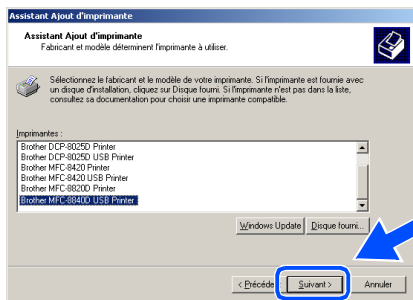 Assistant Ajout d'imprimante
Assistant Ajout d'imprimante
Fabricant et modèle déterminent l'imprimante à utiliser.
Sélectionnez le fabricant et le modèle de votre imprimante. Si l'imprimante est fournie avec
un disque d'installation, cliquez sur Disque fourni. Si l'imprimante n'est pas dans la liste,
consultez sa documentation pour choisir une imprimante compatible.
Imprimantes :
Brother DCP-8025D Printer
Brother DCP-8025D USB Printer
Brother MFC-8420 Printer
Brother MFC-8420 USB Printer
Brother MFC-8820D Printer
Brother MFC-8840D USB Printer
Windows Update
Disque fourni...
< Précéde
Suivant >
Annuler